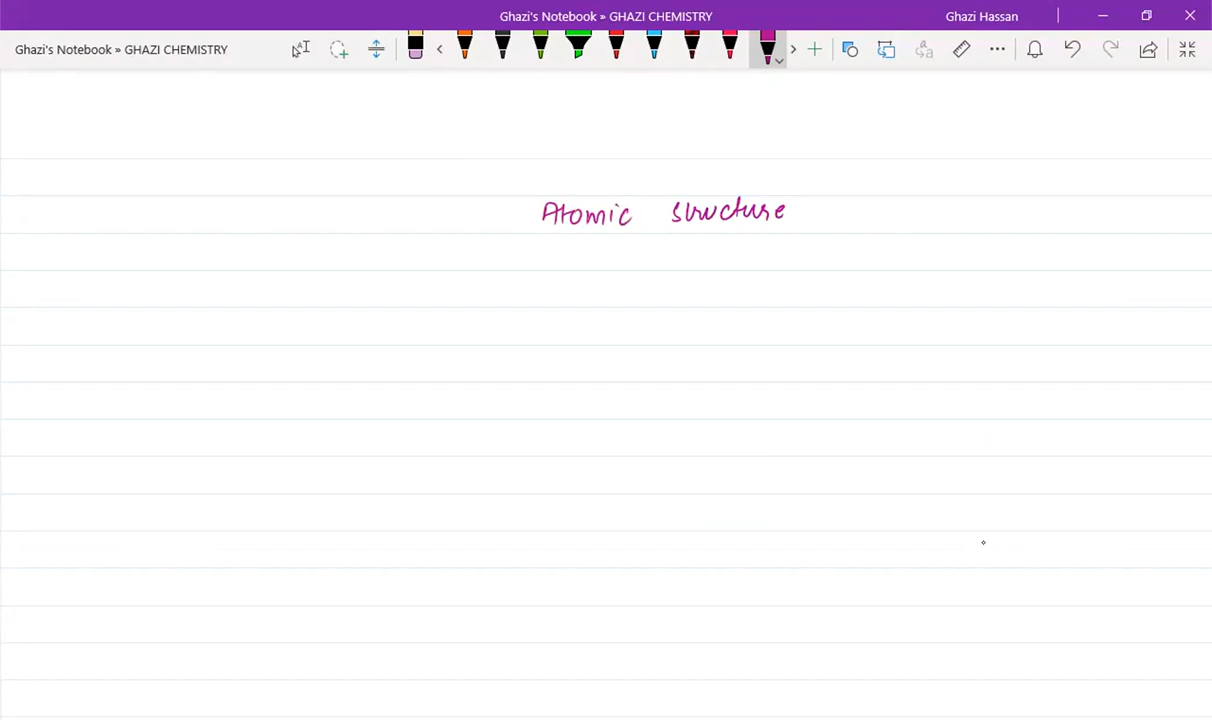 Ghazi's Notebook » GHAZI CHEMISTRY
Ghazi Hassan
Ghazi's Notebook » GHAZI CHEMISTRY
Atomic structure